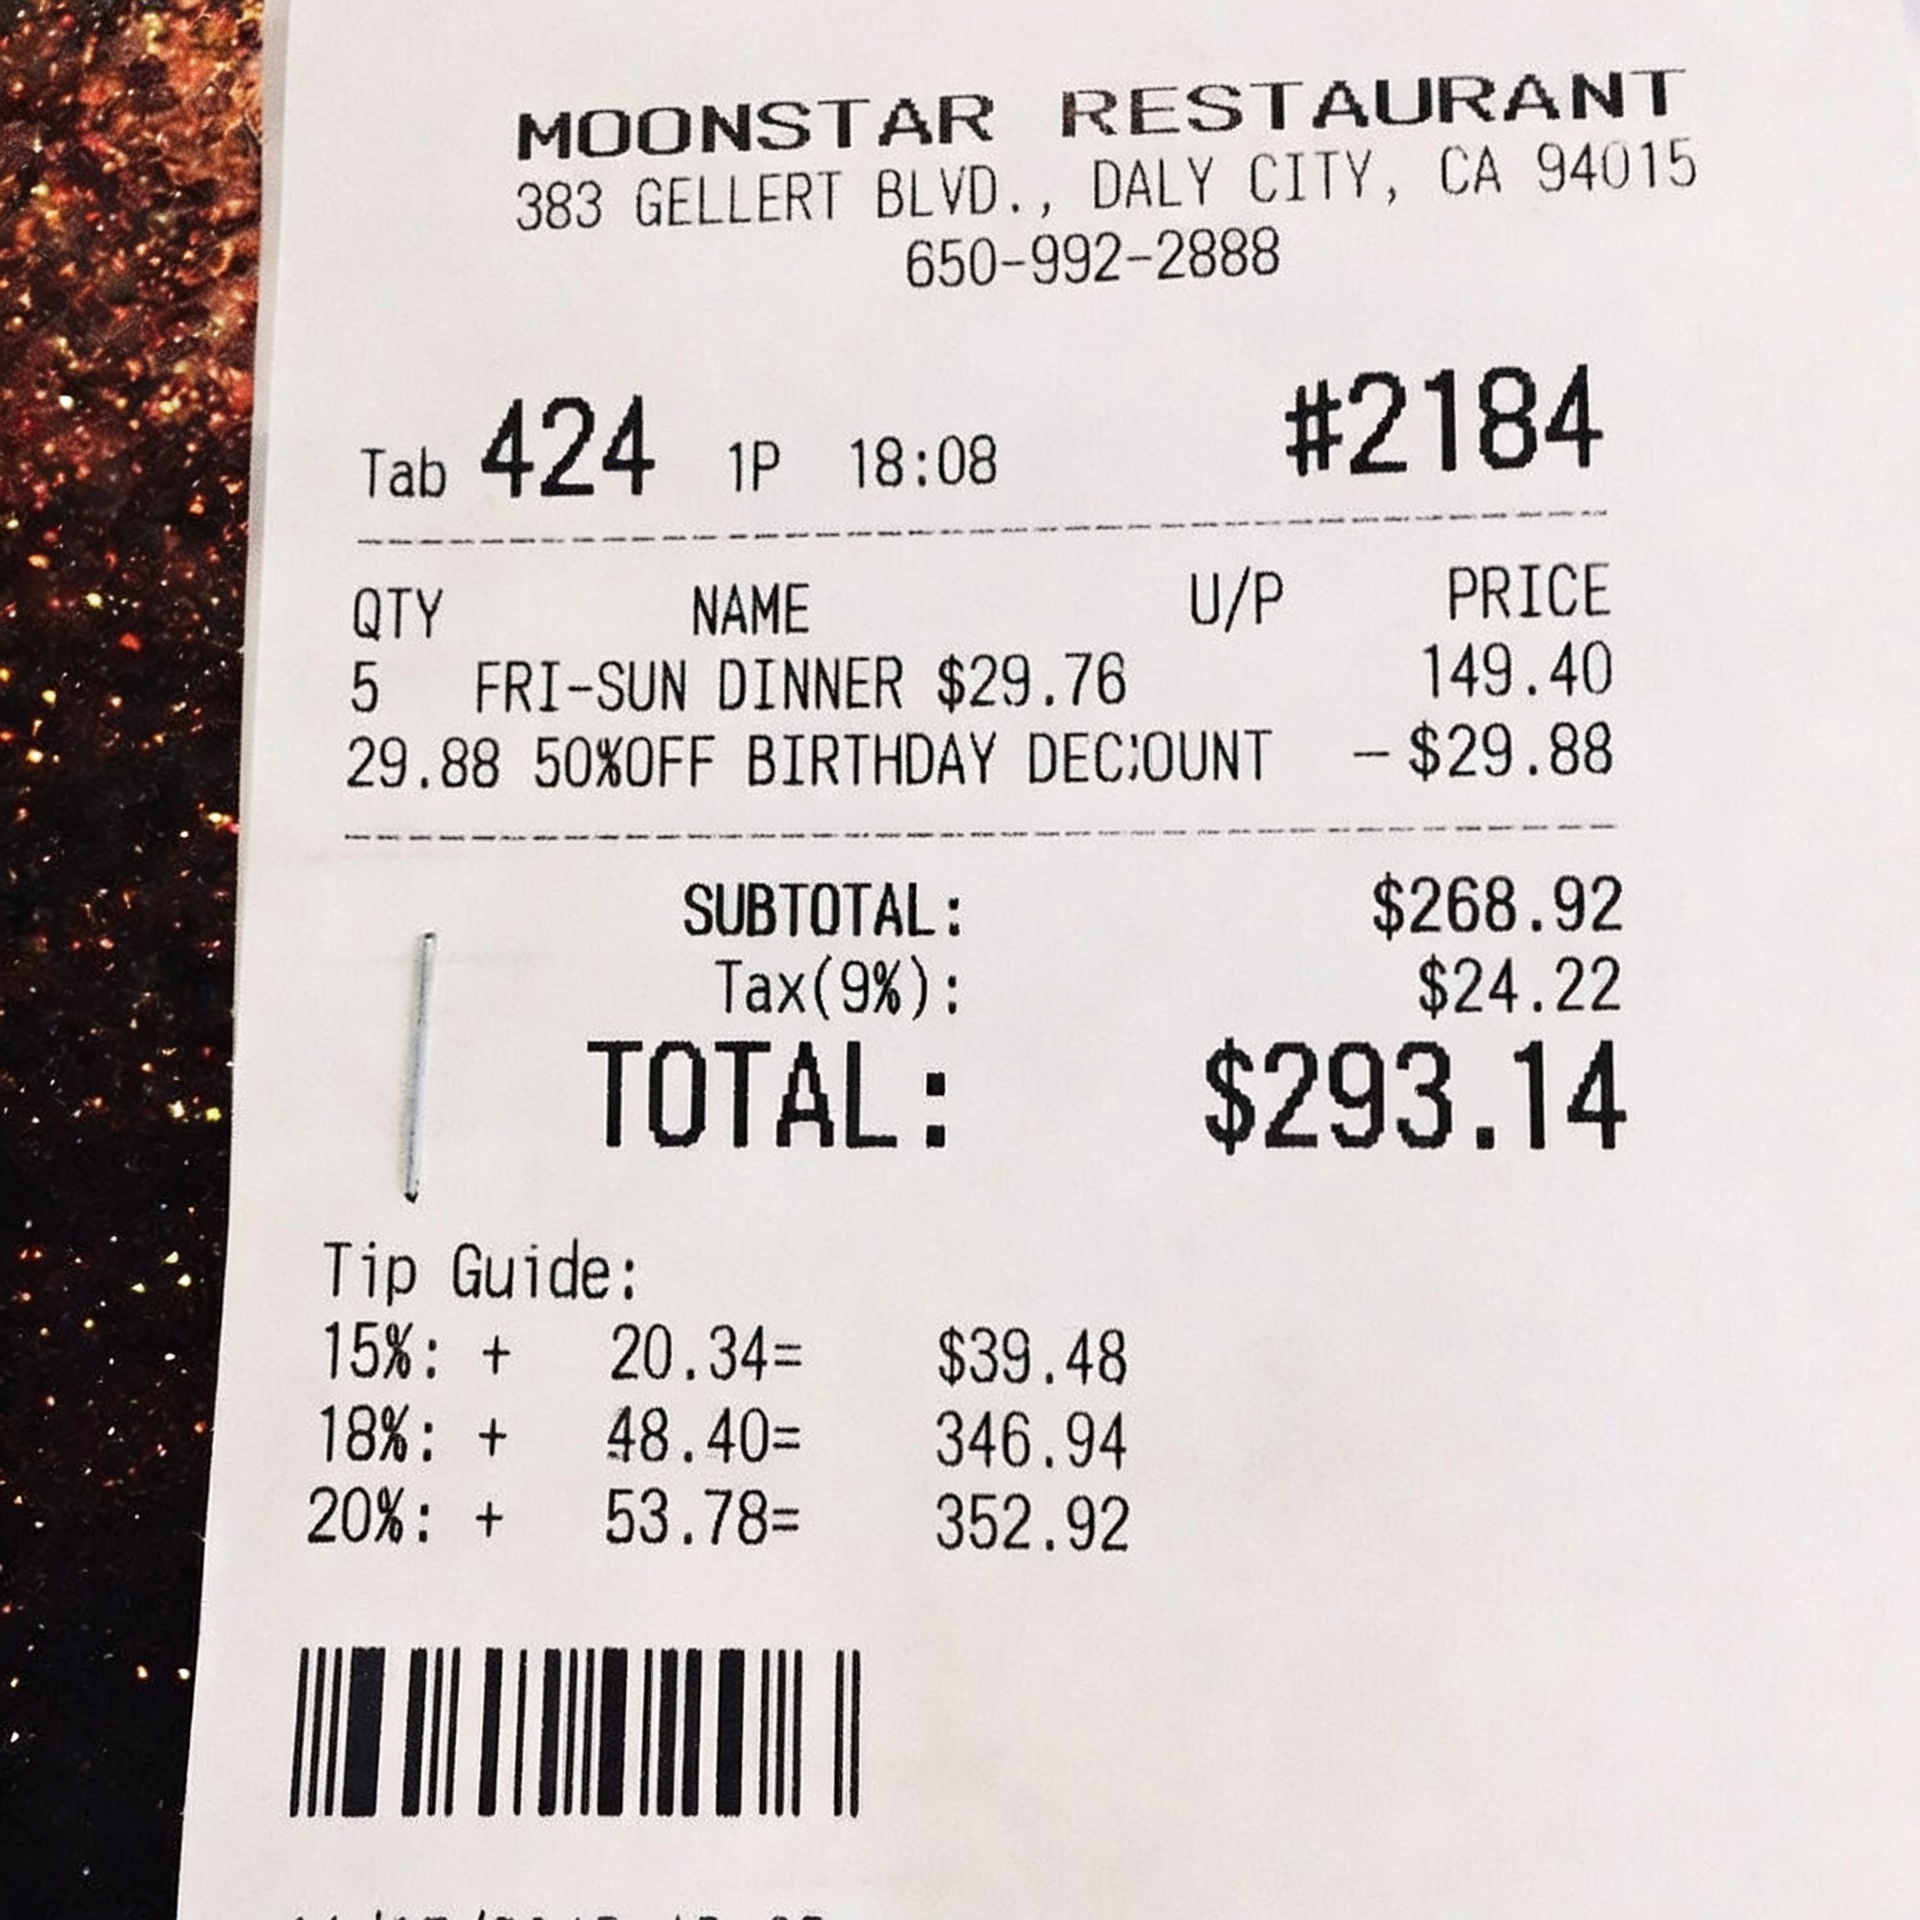 MOONSTAR RESTAURANT
383 GELLERT BLVD., DALY CITY, CA 94015
650-992-2888
Tab 424 1P 18:08 #2184
QTY NAME U/P PRICE
5 FRI-SUN DINNER $29.76 149.40
29.88 50%OFF BIRTHDAY DEC:OUNT -$29.88
SUBTOTAL: $268.92
Tax(9%): $24.22
TOTAL: $293.14
Tip Guide:
15%: + 20.34= $39.48
18%: + 48.40= 346.94
20%: + 53.78= 352.92